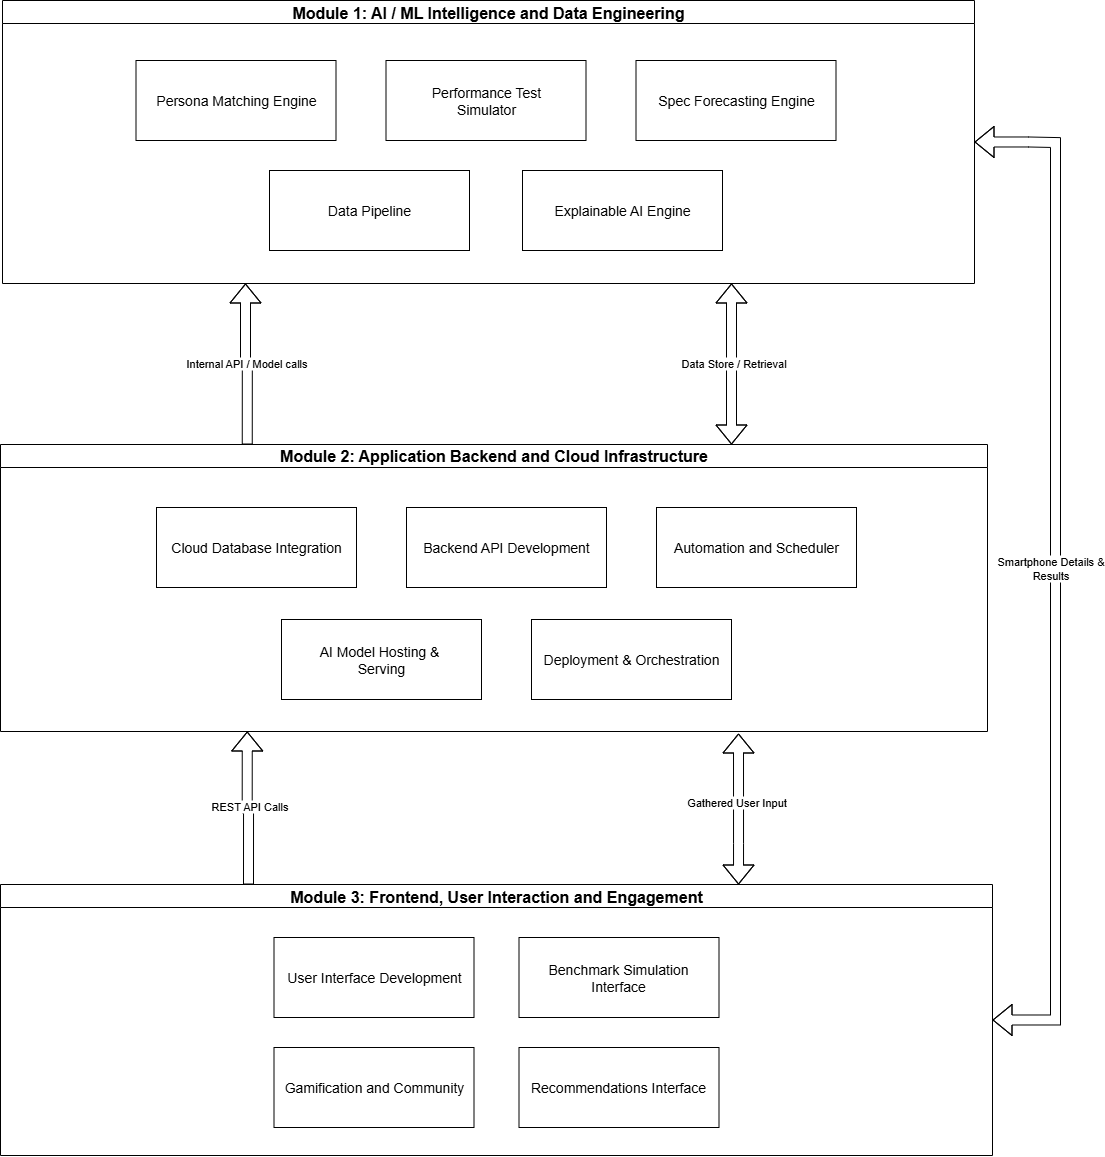 Module 1: AI / ML Intelligence and Data Engineering
Persona Matching Engine
Performance Test
Simulator
Spec Forecasting Engine
Data Pipeline
Explainable AI Engine
Internal API / Model calls
Data Store / Retrieval
Module 2: Application Backend and Cloud Infrastructure
Cloud Database Integration
Backend API Development
Automation and Scheduler
Smartphone Details &
Results
AI Model Hosting &
Serving
Deployment & Orchestration
REST API Calls
Gathered User Input
Module 3: Frontend, User Interaction and Engagement
User Interface Development
Benchmark Simulation
Interface
Gamification and Community
Recommendations Interface